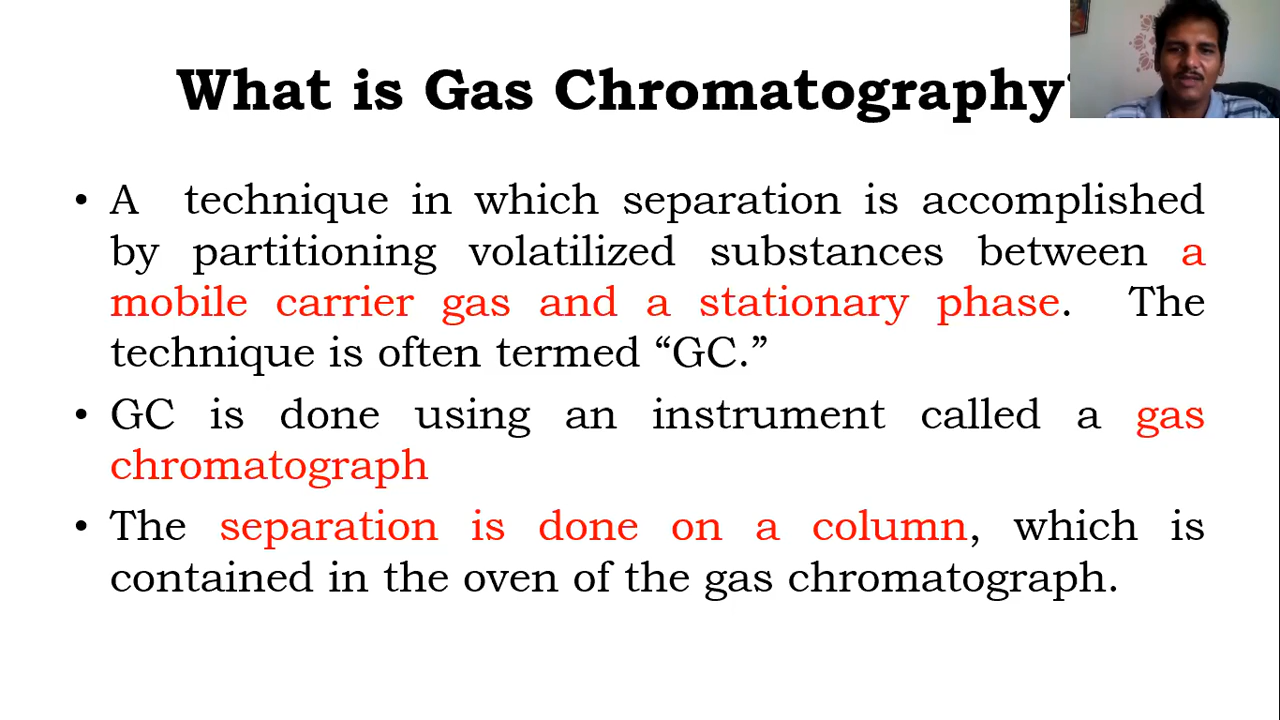 What is Gas Chromatography?
• A technique in which separation is accomplished
by partitioning volatilized substances between a
mobile carrier gas and a stationary phase. The
technique is often termed “GC.”
• GC is done using an instrument called a gas
chromatograph
• The separation is done on a column, which is
contained in the oven of the gas chromatograph.